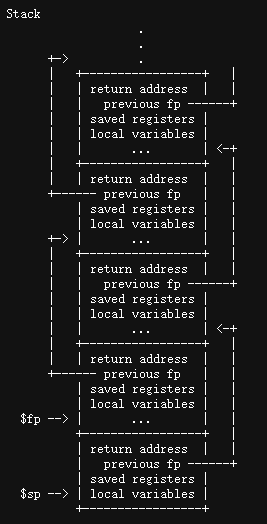 Stack
.
.
+-> .
+-----------------+ |
| return address | |
| previous fp ------+
| saved registers |
| local variables |
| ... | <-+
+-----------------+ |
| return address | |
+------ previous fp | |
| saved registers | |
| local variables | |
+-> | ... | |
+-----------------+ |
| return address | |
| previous fp ------+
| saved registers |
| local variables |
| ... | <-+
+-----------------+ |
| return address | |
+------ previous fp | |
| saved registers | |
| local variables | |
$fp --> | ... | |
+-----------------+ |
| return address | |
| previous fp ------+
| saved registers |
$sp --> | local variables |
+-----------------+